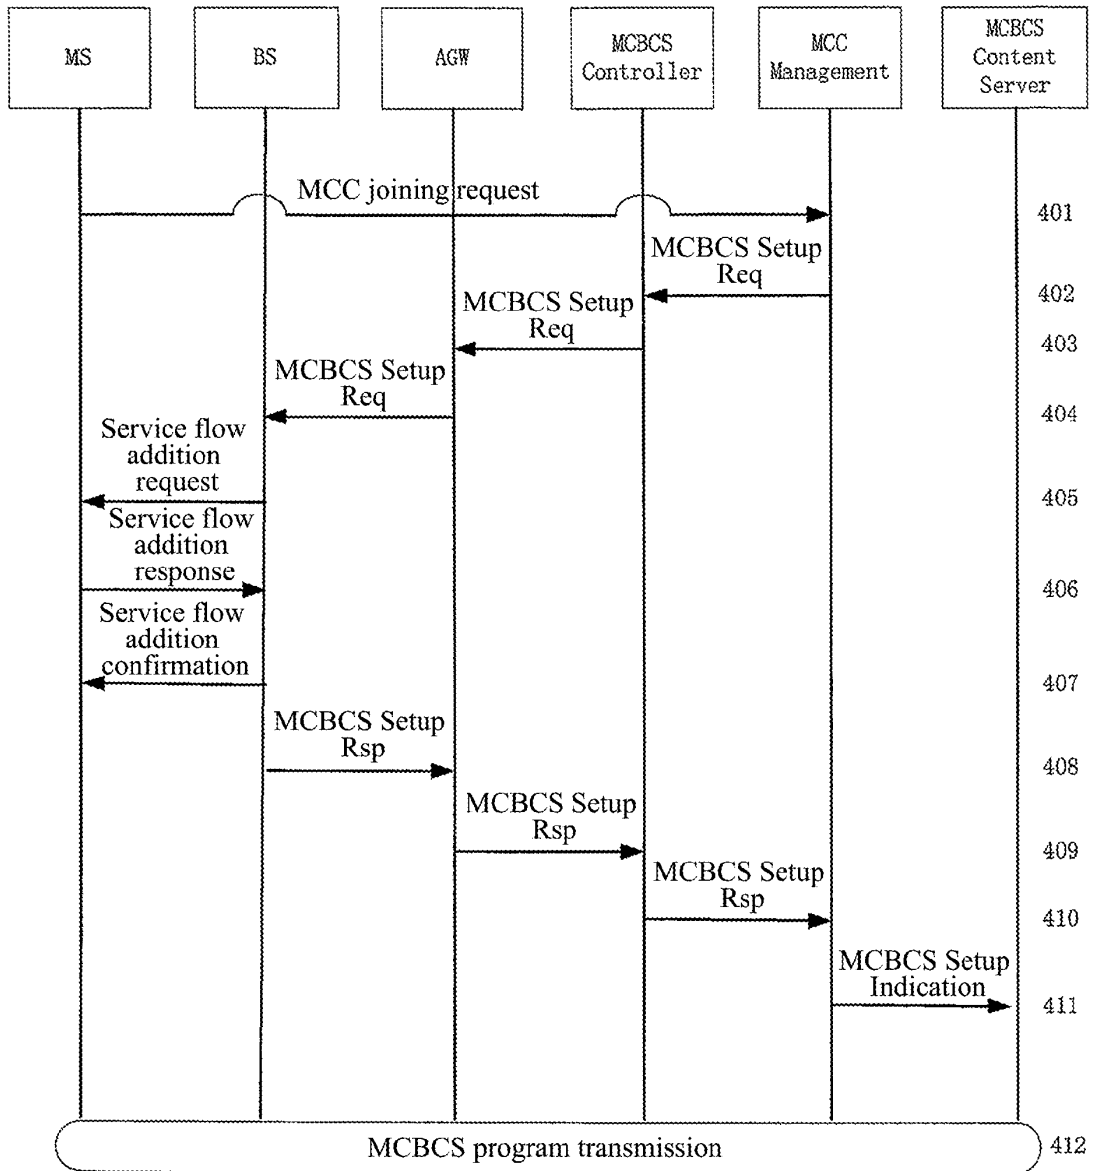 MS
BS
AGW
MCBCS
Controller
MCC
Management
MCBCS
Content
Server
MCC joining request
401
MCBCS Setup
Req
402
MCBCS Setup
Req
403
MCBCS Setup
Req
404
Service flow
addition
request
405
Service flow
addition
response
406
Service flow
addition
confirmation
407
MCBCS Setup
Rsp
408
MCBCS Setup
Rsp
409
MCBCS Setup
Rsp
410
MCBCS Setup
Indication
411
MCBCS program transmission
412